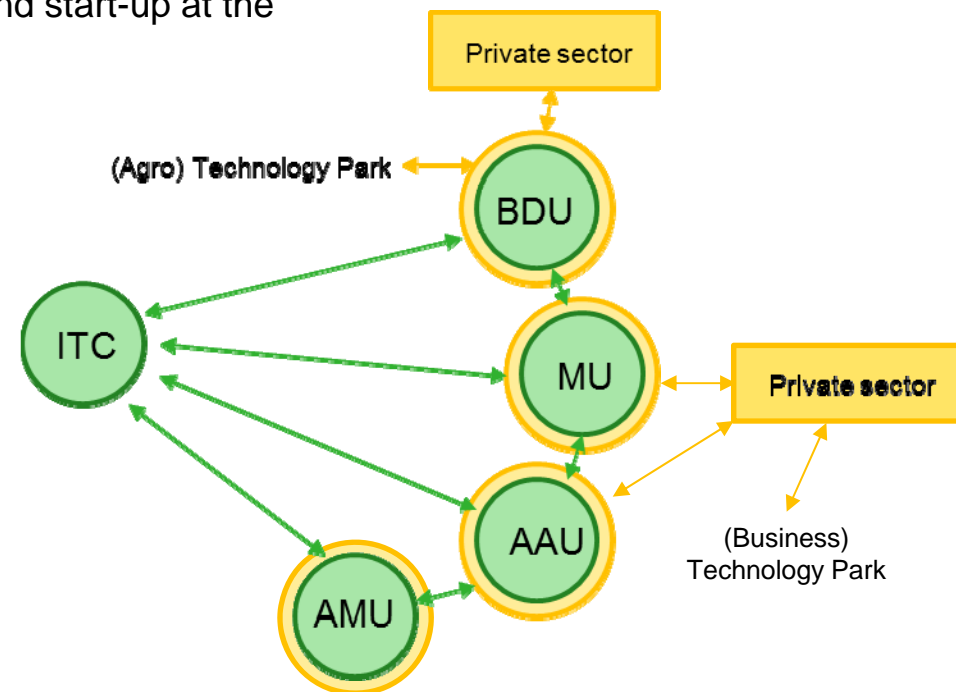 nd start-up at the
Private sector
(Agro) Technology Park
BDU
ITC
MU
Private sector
AAU
(Business)
Technology Park
AMU